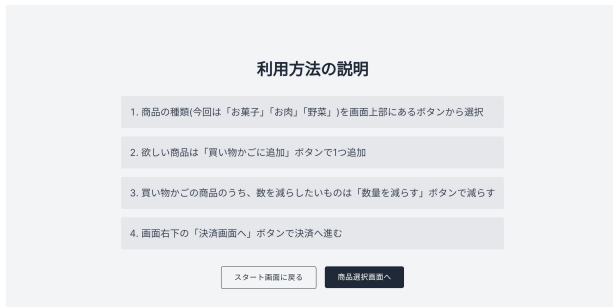 利用方法の説明
1. 商品の種類(今回は「お菓子」「お肉」「野菜」)を画面上部にあるボタンから選択
2. 欲しい商品は「買い物かごに追加」ボタンで1つ追加
3. 買い物かごの商品のうち、数を減らしたいものは「数量を減らす」ボタンで減らす
4. 画面右下の「決済画面へ」ボタンで決済へ進む
スタート画面に戻る 商品選択画面へ